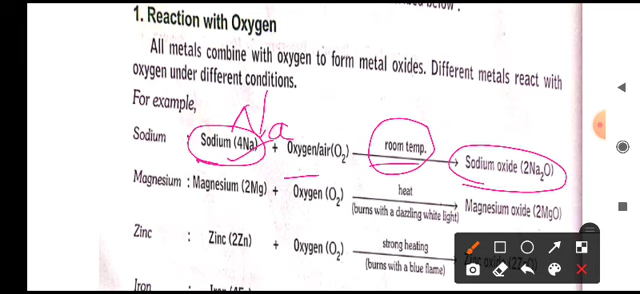 1. Reaction with Oxygen
All metals combine with oxygen to form metal oxides. Different metals react with
oxygen under different conditions.
For example,
Na
Sodium : Sodium (4Na) + Oxygen/air(O₂) room temp. → Sodium oxide (2Na₂O)
Magnesium : Magnesium (2Mg) + Oxygen (O₂) heat → Magnesium oxide (2MgO)
(burns with a dazzling white light)
Zinc : Zinc (2Zn) + Oxygen (O₂) strong heating
(burns with a blue flame)
Iron